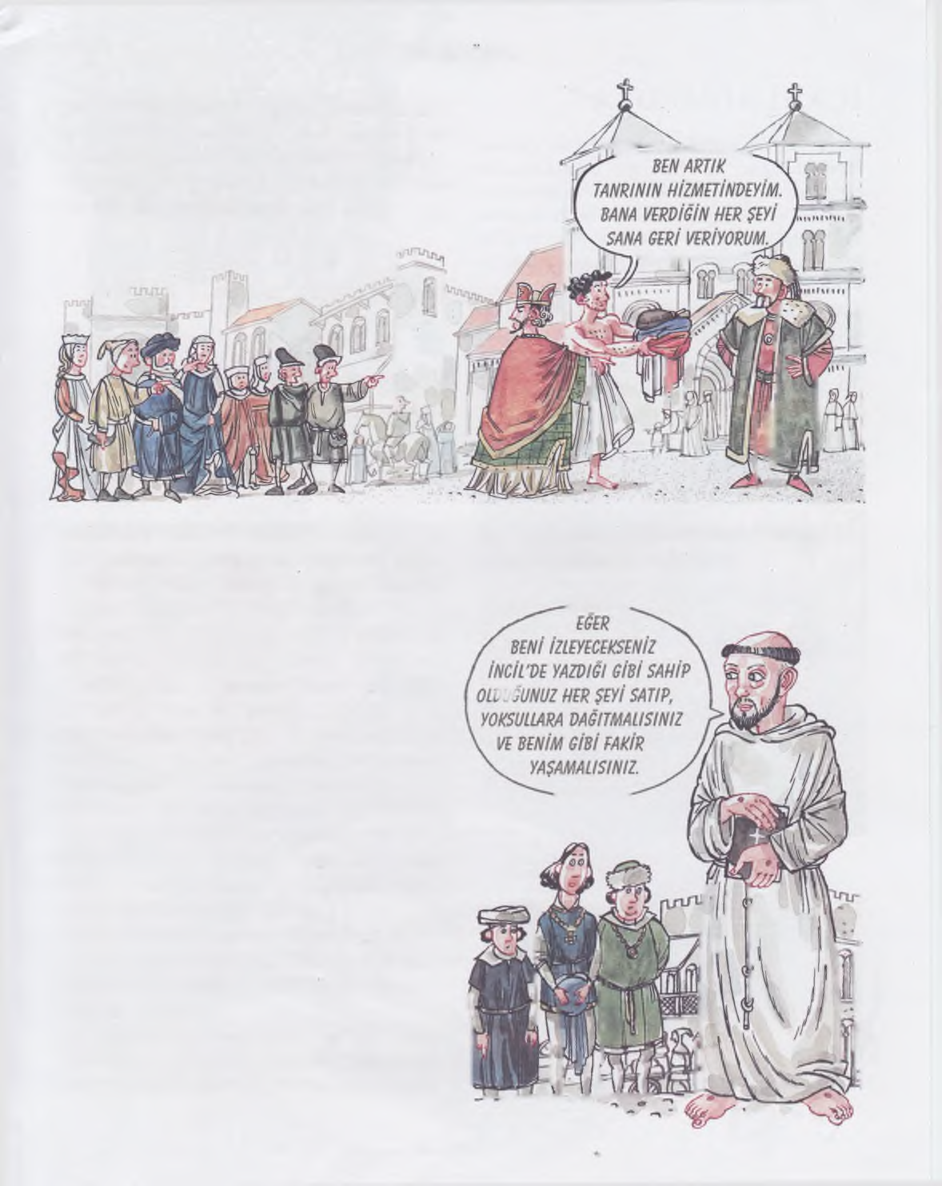 BEN ARTIK
TANRININ HİZMETİNDEYİM.
BANA VERDİĞİN HER ŞEYİ
SANA GERİ VERİYORUM.
EĞER
BENİ İZLEYECEKSENİZ
İNCİL'DE YAZDIĞI GİBİ SAHİP
OLDUĞUNUZ HER ŞEYİ SATIP,
YOKSULLARA DAĞITMALISINIZ
VE BENİM GİBİ FAKİR
YAŞAMALISINIZ.